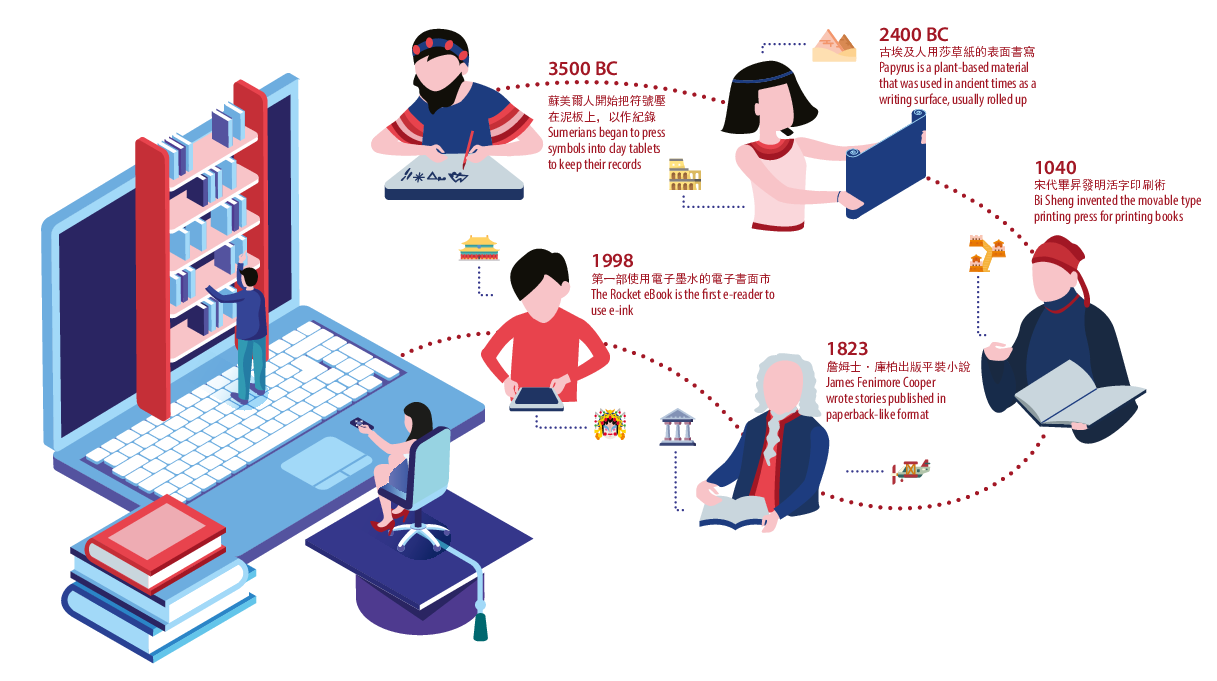 3500 BC
蘇美爾人開始把符號壓
在泥板上，以作紀錄
Sumerians began to press
symbols into clay tablets
to keep their records
2400 BC
古埃及人用莎草紙的表面書寫
Papyrus is a plant-based material
that was used in ancient times as a
writing surface, usually rolled up
1040
宋代畢昇發明活字印刷術
Bi Sheng invented the movable type
printing press for printing books
1823
詹姆士・庫柏出版平裝小說
James Fenimore Cooper
wrote stories published in
paperback-like format
1998
第一部使用電子墨水的電子書面市
The Rocket eBook is the first e-reader to
use e-ink